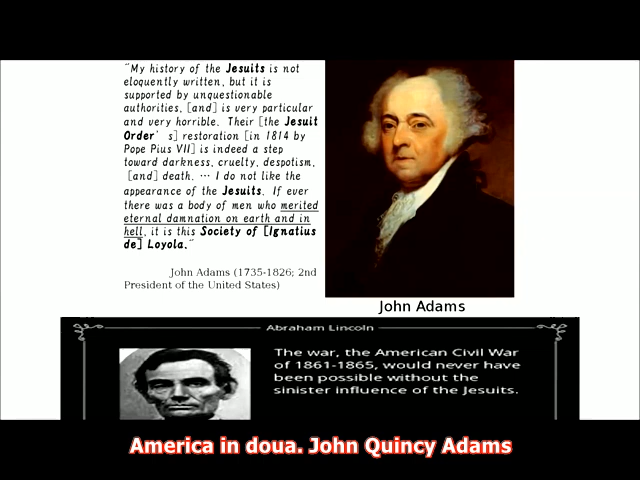 "My history of the Jesuits is not
eloquently written, but it is
supported by unquestionable
authorities, [and] is very particular
and very horrible. Their [the Jesuit
Order' s] restoration [in 1814 by
Pope Pius VII] is indeed a step
toward darkness, cruelty, despotism,
[and] death. … I do not like the
appearance of the Jesuits. If ever
there was a body of men who merited
eternal damnation on earth and in
hell, it is this Society of [Ignatius
de] Loyola."
John Adams (1735-1826; 2nd
President of the United States)
John Adams
Abraham Lincoln
The war, the American Civil War
of 1861-1865, would never have
been possible without the
sinister influence of the Jesuits.
America in doua. John Quincy Adams